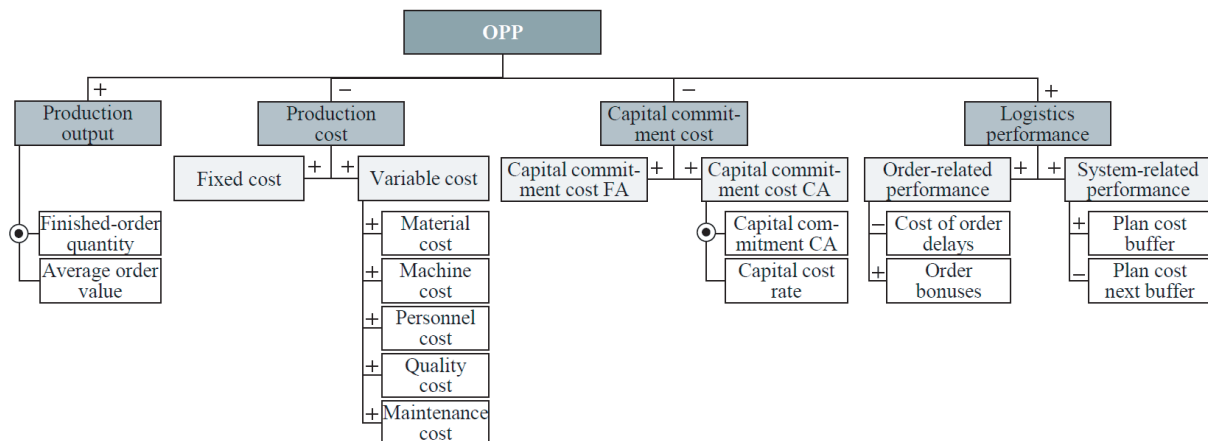 OPP
+
−
−
+
Production
output
Production
cost
Capital commit-
ment cost
Logistics
performance
Fixed cost
+
+
Variable cost
Capital commit-
ment cost FA
+
+
Capital commit-
ment cost CA
Order-related
performance
+
+
System-related
performance
Finished-order
quantity
Average order
value
+
Material
cost
+
Machine
cost
+
Personnel
cost
+
Quality
cost
+
Maintenance
cost
Capital com-
mitment CA
Capital cost
rate
−
Cost of order
delays
+
Order
bonuses
+
Plan cost
buffer
−
Plan cost
next buffer